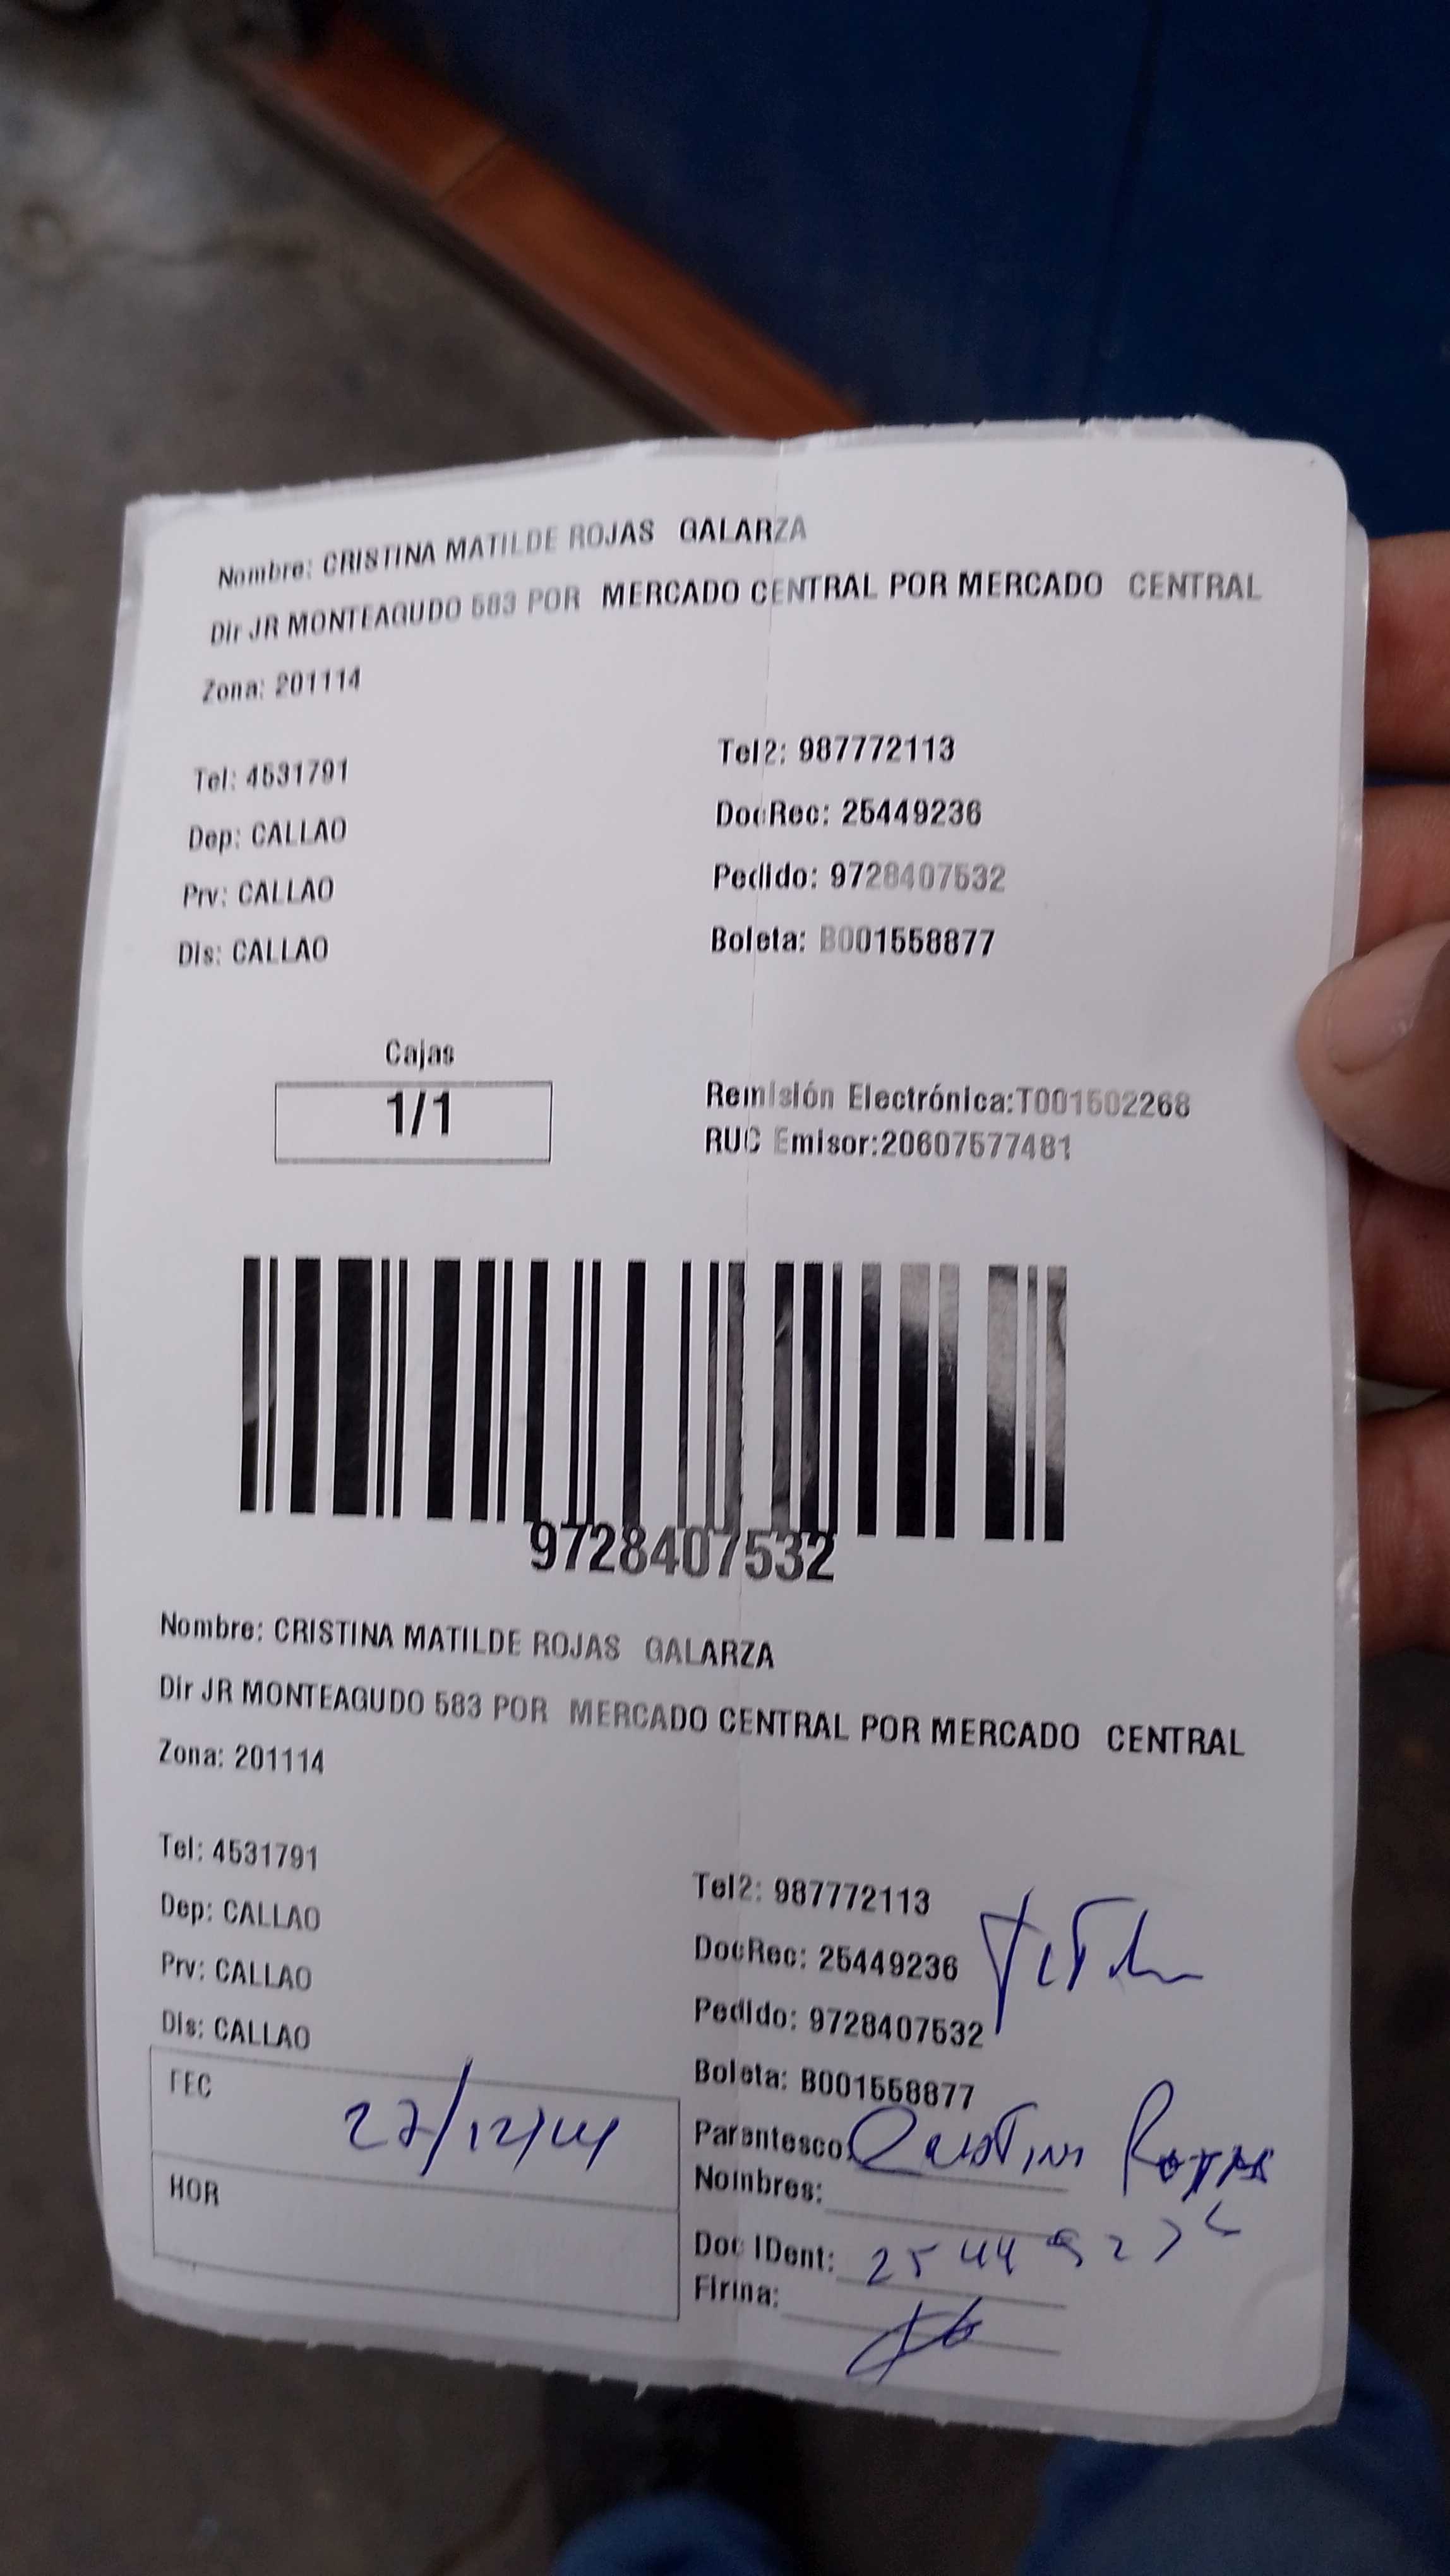 Nombre: CRISTINA MATILDE ROJAS GALARZA
Dir JR MONTEAGUDO 583 POR MERCADO CENTRAL POR MERCADO CENTRAL
Zona: 201114
Tel: 4531791
Tel2: 987772113
Dep: CALLAO
DocRec: 25449236
Prv: CALLAO
Pedido: 9728407532
Dis: CALLAO
Boleta: B001558877
Cajas
1/1
Remisión Electrónica:T001502268
RUC Emisor:20607577481
9728407532
Nombre: CRISTINA MATILDE ROJAS GALARZA
Dir JR MONTEAGUDO 583 POR MERCADO CENTRAL POR MERCADO CENTRAL
Zona: 201114
Tel: 4531791
Tel2: 987772113
Dep: CALLAO
DocRec: 25449236
Prv: CALLAO
Pedido: 9728407532
Dis: CALLAO
Boleta: B001558877
FEC
Parentesco: Cristina Rojas
HOR
Nombres:
Doc IDent: 25449236
Firma: